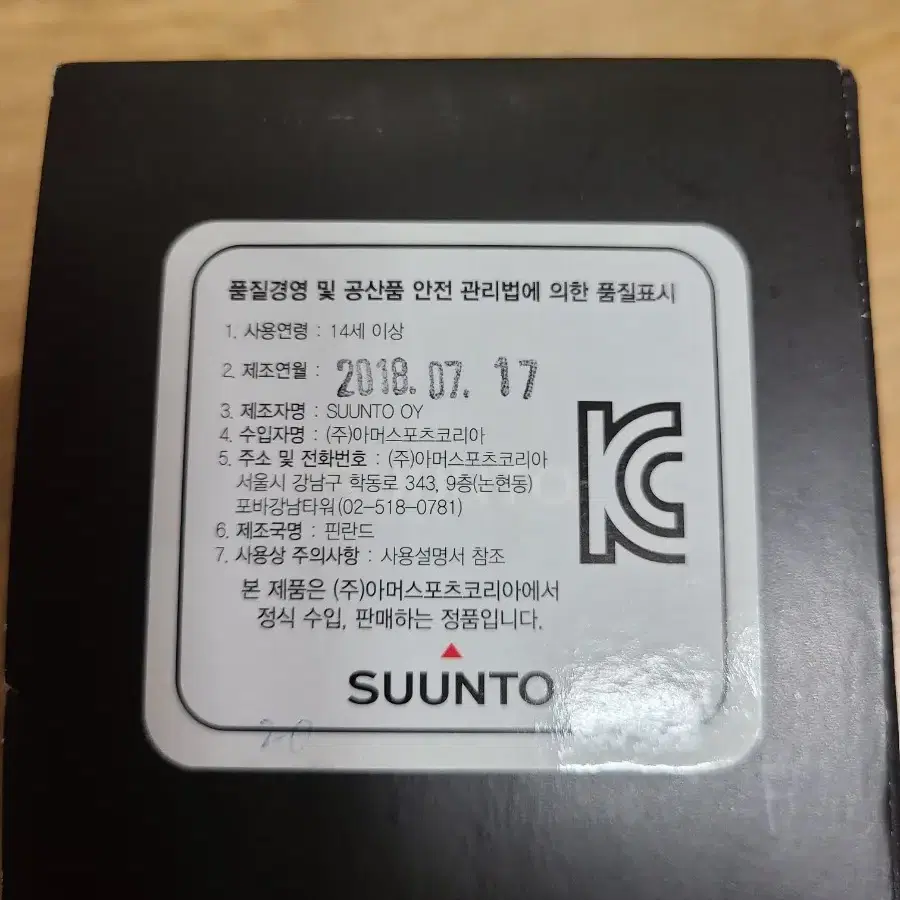 품질경영 및 공산품 안전 관리법에 의한 품질표시
1. 사용연령 : 14세 이상
2. 제조연월 : 2018. 07. 17
3. 제조자명 : SUUNTO OY
4. 수입자명 : (주)아머스포츠코리아
5. 주소 및 전화번호 : (주)아머스포츠코리아
서울시 강남구 학동로 343, 9층(논현동)
포바강남타워(02-518-0781)
6. 제조국명 : 핀란드
7. 사용상 주의사항 : 사용설명서 참조
본 제품은 (주)아머스포츠코리아에서
정식 수입, 판매하는 정품입니다.
SUUNTO